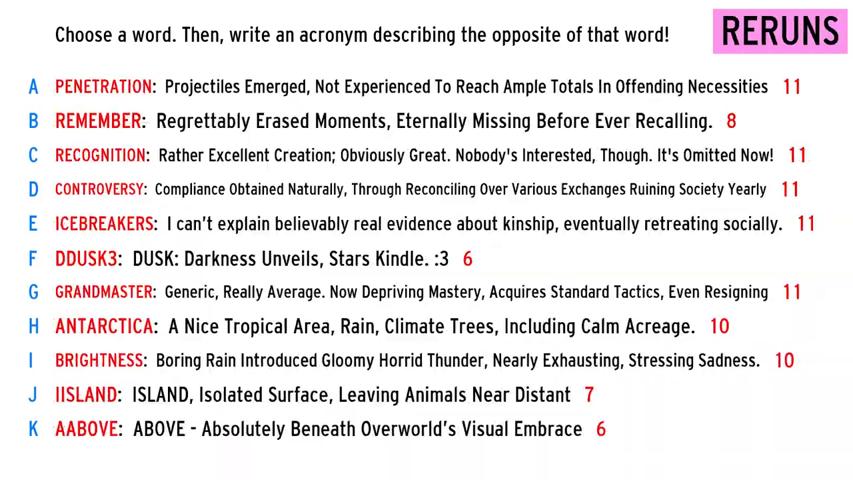 Choose a word. Then, write an acronym describing the opposite of that word!
RERUNS
A PENETRATION: Projectiles Emerged, Not Experienced To Reach Ample Totals In Offending Necessities 11
B REMEMBER: Regrettably Erased Moments, Eternally Missing Before Ever Recalling. 8
C RECOGNITION: Rather Excellent Creation; Obviously Great. Nobody's Interested, Though. It's Omitted Now! 11
D CONTROVERSY: Compliance Obtained Naturally, Through Reconciling Over Various Exchanges Ruining Society Yearly 11
E ICEBREAKERS: I can't explain believably real evidence about kinship, eventually retreating socially. 11
F DDUSK3: DUSK: Darkness Unveils, Stars Kindle. :3 6
G GRANDMASTER: Generic, Really Average. Now Depriving Mastery, Acquires Standard Tactics, Even Resigning 11
H ANTARCTICA: A Nice Tropical Area, Rain, Climate Trees, Including Calm Acreage. 10
I BRIGHTNESS: Boring Rain Introduced Gloomy Horrid Thunder, Nearly Exhausting, Stressing Sadness. 10
J IISLAND: ISLAND, Isolated Surface, Leaving Animals Near Distant 7
K AABOVE: ABOVE - Absolutely Beneath Overworld's Visual Embrace 6